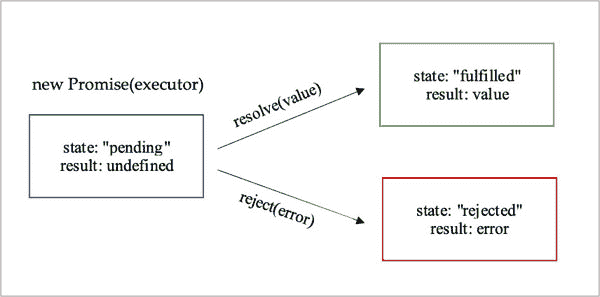 new Promise(executor)
state: "pending"
result: undefined
resolve(value)
reject(error)
state: "fulfilled"
result: value
state: "rejected"
result: error